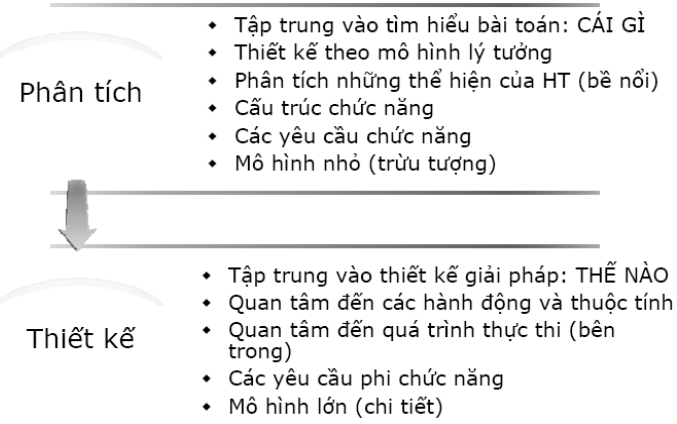 Phân tích
• Tập trung vào tìm hiểu bài toán: CÁI GÌ
• Thiết kế theo mô hình lý tưởng
• Phân tích những thể hiện của HT (bề nổi)
• Cấu trúc chức năng
• Các yêu cầu chức năng
• Mô hình nhỏ (trừu tượng)
Thiết kế
• Tập trung vào thiết kế giải pháp: THẾ NÀO
• Quan tâm đến các hành động và thuộc tính
• Quan tâm đến quá trình thực thi (bên
trong)
• Các yêu cầu phi chức năng
• Mô hình lớn (chi tiết)